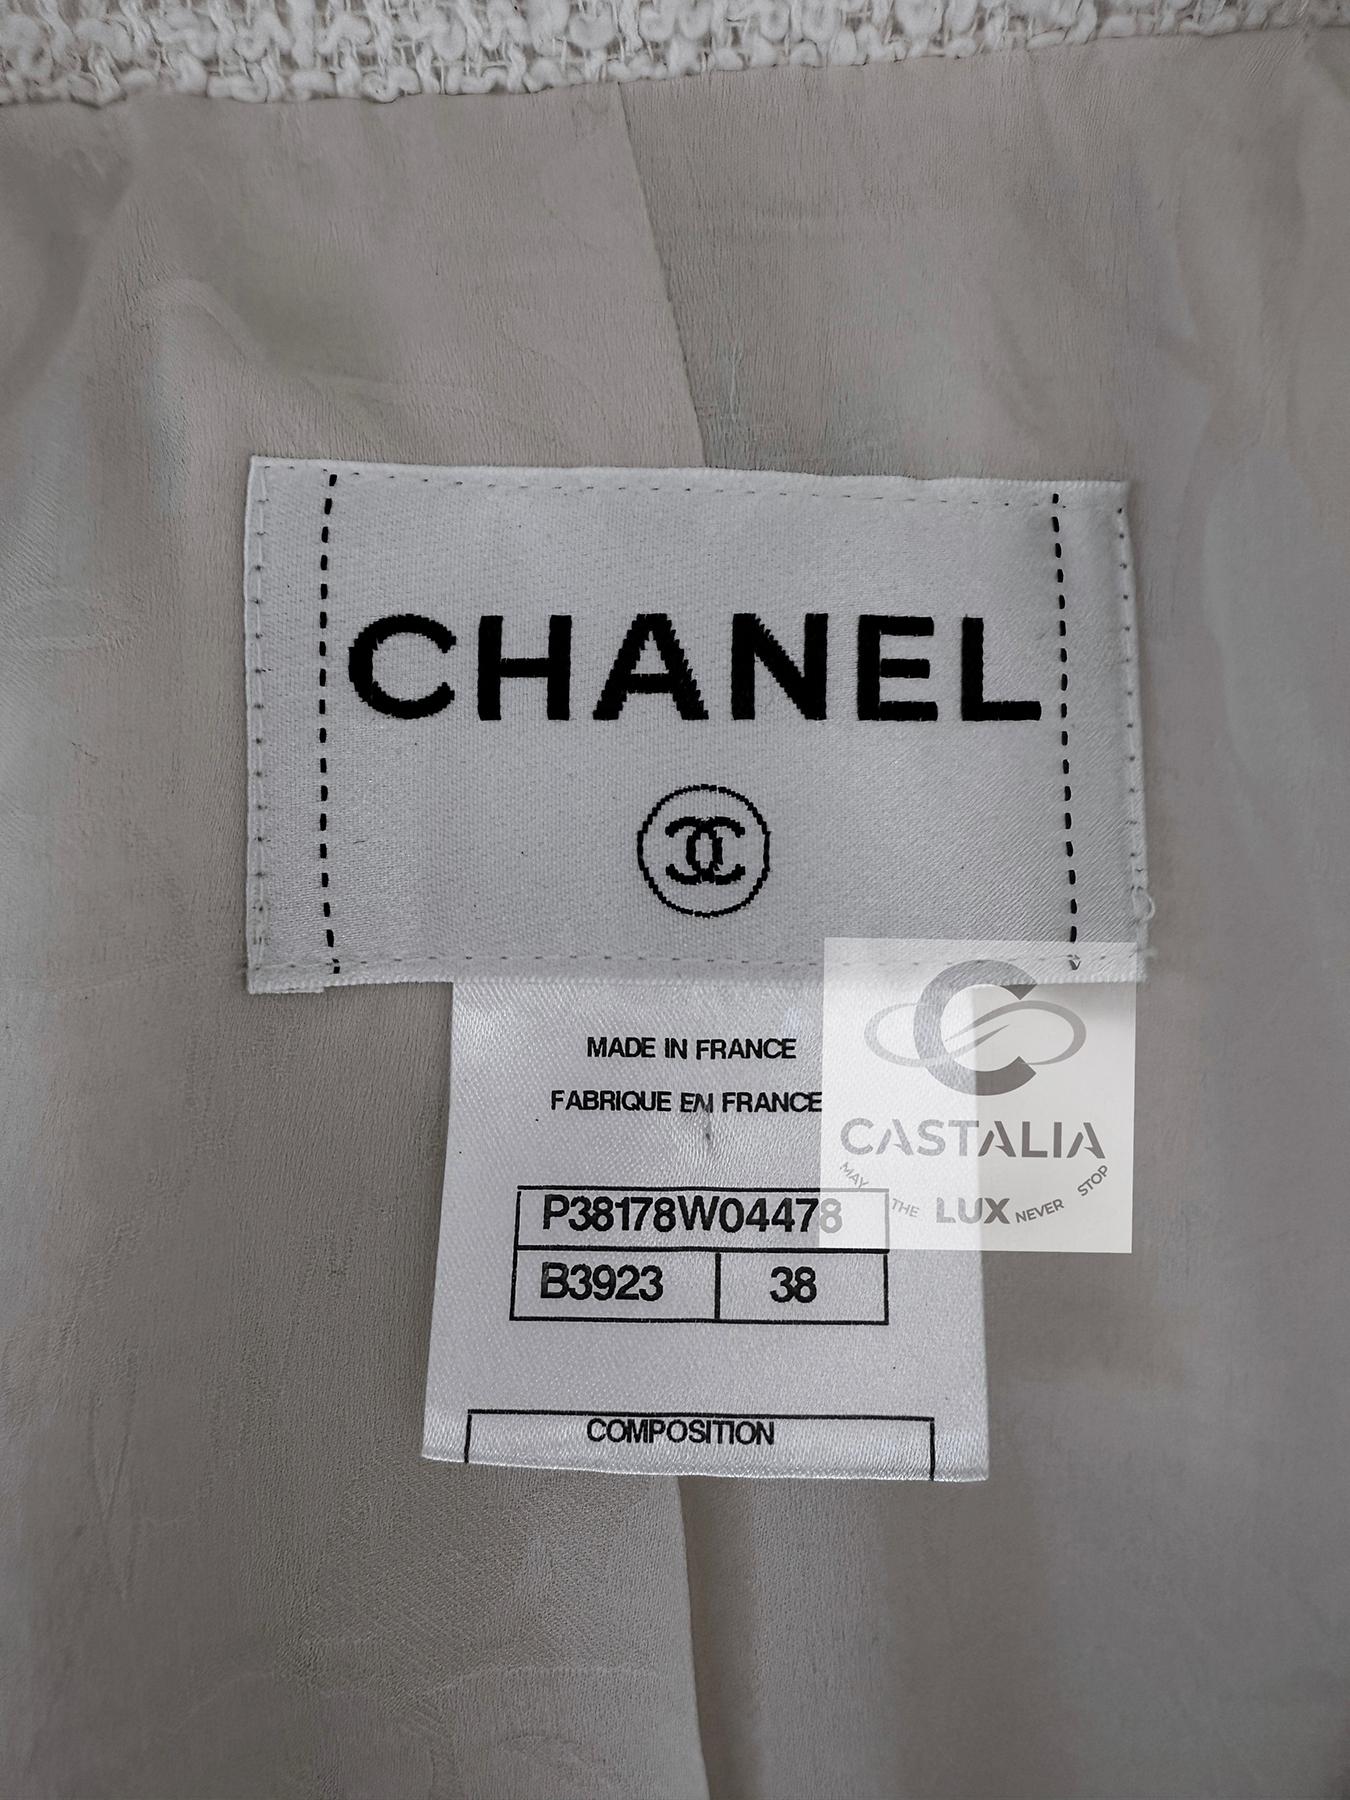 CHANEL
MADE IN FRANCE
FABRIQUE EN FRANCE
CASTALIA
MAY THE LUX NEVER STOP
P38178W04478
B3923 38
COMPOSITION